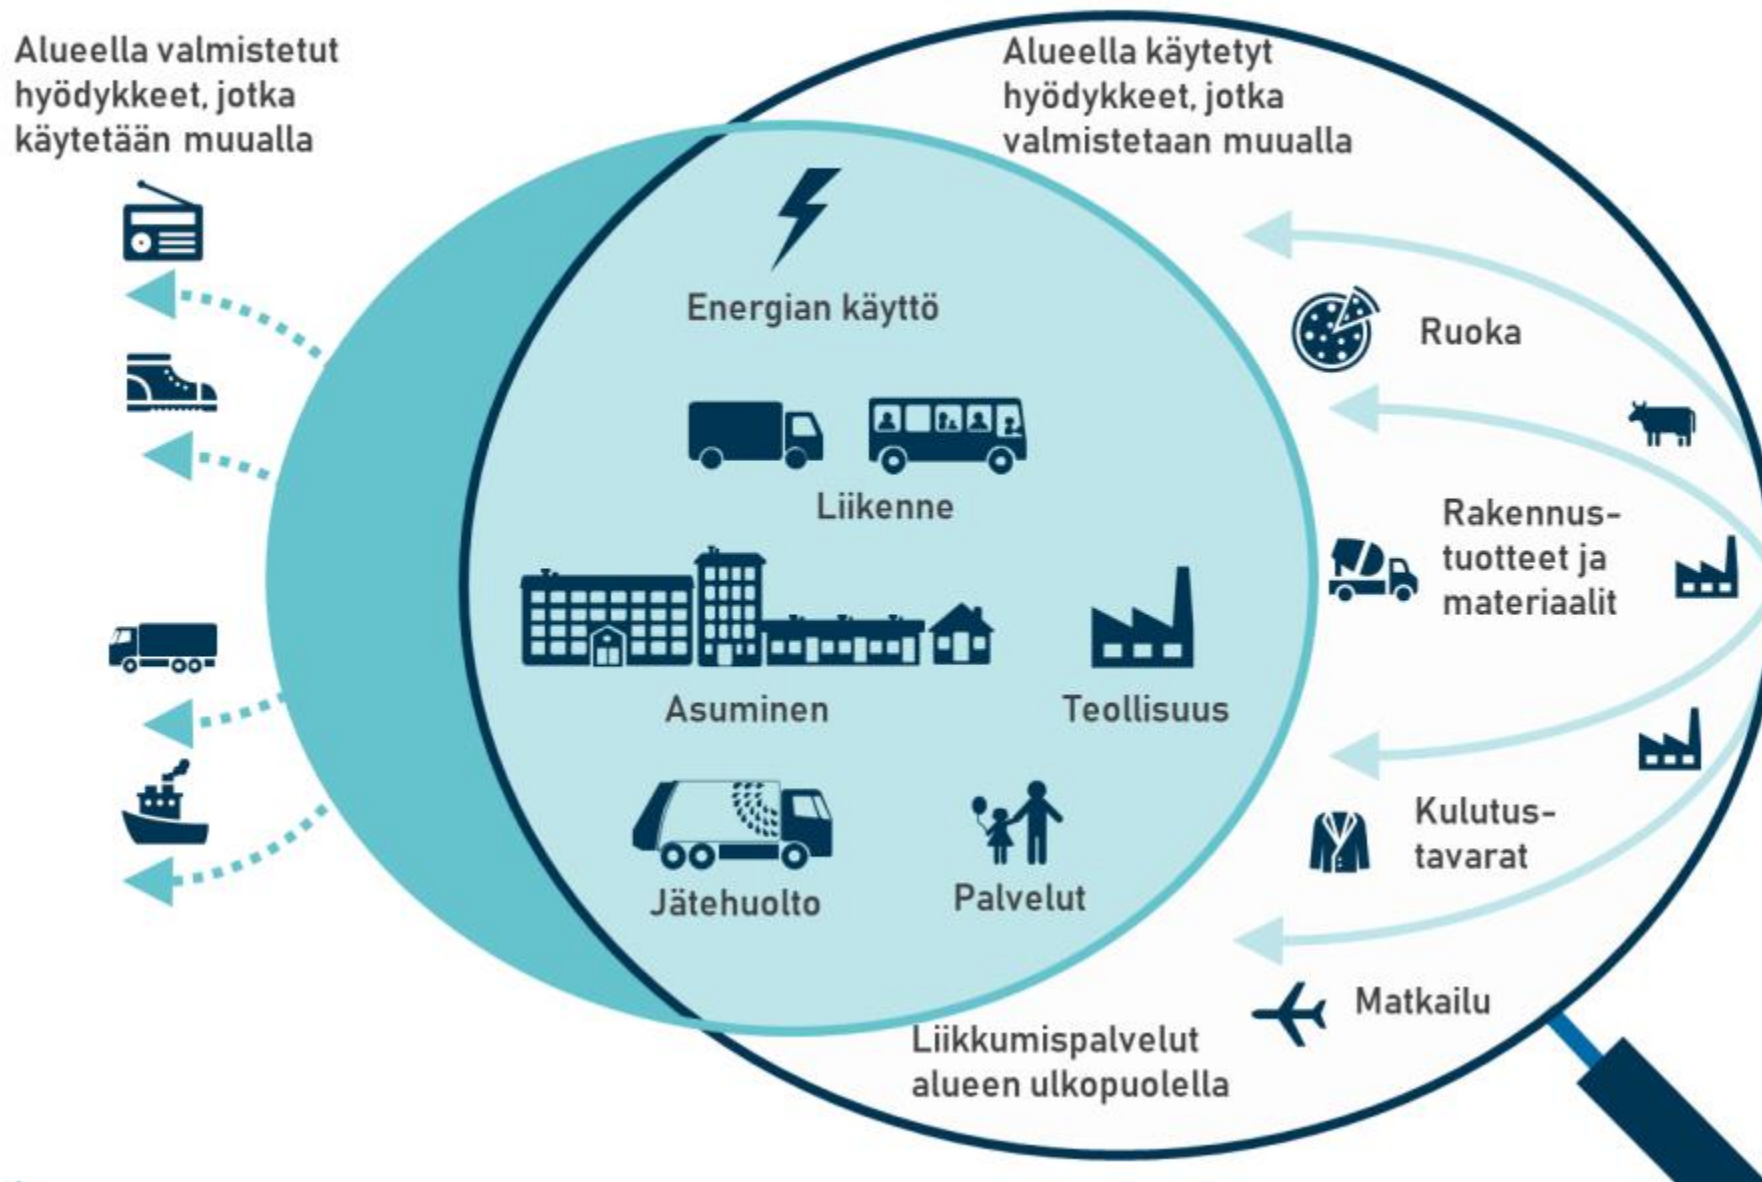 Alueella valmistetut
hyödykkeet, jotka
käytetään muualla
Alueella käytetyt
hyödykkeet, jotka
valmistetaan muualla
Energian käyttö
Liikenne
Asuminen
Teollisuus
Jätehuolto
Palvelut
Ruoka
Rakennus-
tuotteet ja
materiaalit
Kulutus-
tavarat
Matkailu
Liikkumispalvelut
alueen ulkopuolella